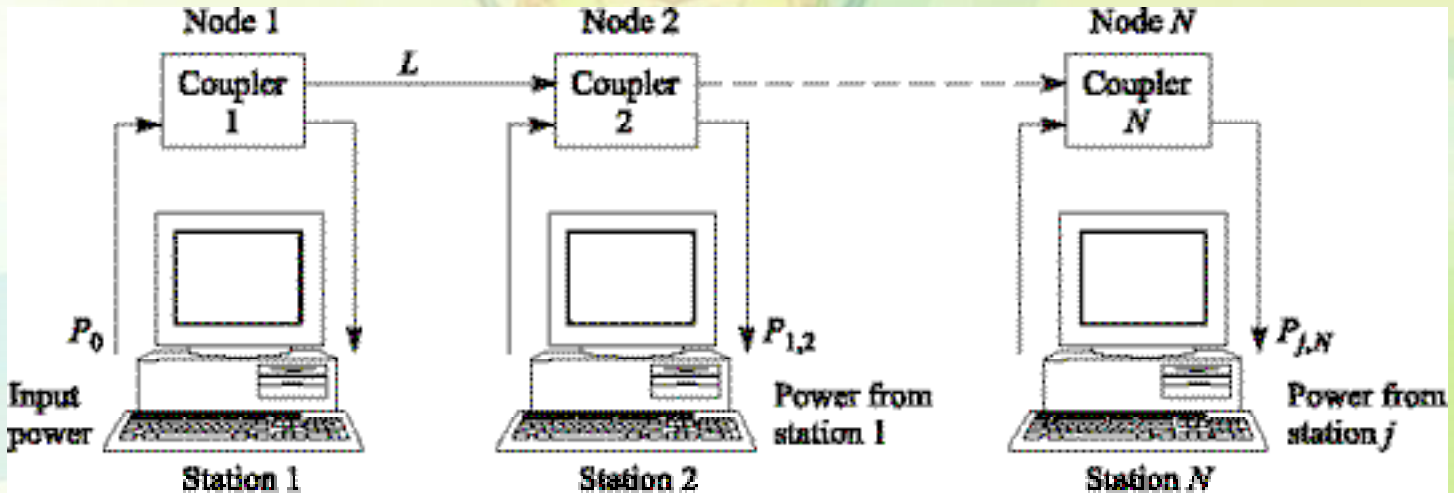 Node 1
Node 2
Node N
Coupler
1
L
Coupler
2
Coupler
N
P0
P1,2
Pj,N
Input
power
Power from
station 1
Power from
station j
Station 1
Station 2
Station N